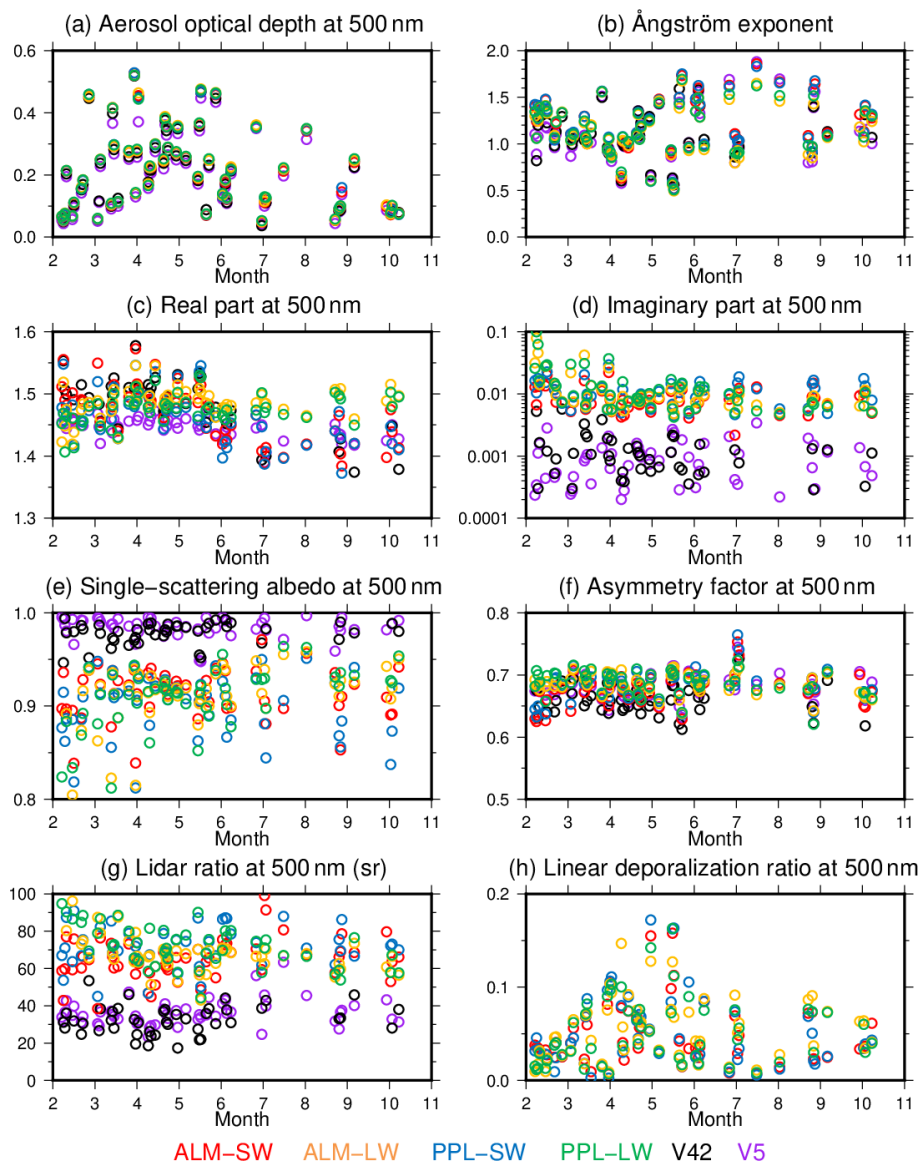 (a) Aerosol optical depth at 500 nm
0.6
0.4
0.2
0.0
2 3 4 5 6 7 8 9 10 11
Month
(b) Ångström exponent
2.0
1.5
1.0
0.5
0.0
2 3 4 5 6 7 8 9 10 11
Month
(c) Real part at 500 nm
1.6
1.5
1.4
1.3
2 3 4 5 6 7 8 9 10 11
Month
(d) Imaginary part at 500 nm
0.1
0.01
0.001
0.0001
2 3 4 5 6 7 8 9 10 11
Month
(e) Single−scattering albedo at 500 nm
1.0
0.9
0.8
2 3 4 5 6 7 8 9 10 11
Month
(f) Asymmetry factor at 500 nm
0.8
0.7
0.6
0.5
2 3 4 5 6 7 8 9 10 11
Month
(g) Lidar ratio at 500 nm (sr)
100
80
60
40
20
0
2 3 4 5 6 7 8 9 10 11
Month
(h) Linear deporalization ratio at 500 nm
0.2
0.1
0.0
2 3 4 5 6 7 8 9 10 11
Month
ALM−SW ALM−LW PPL−SW PPL−LW V42 V5